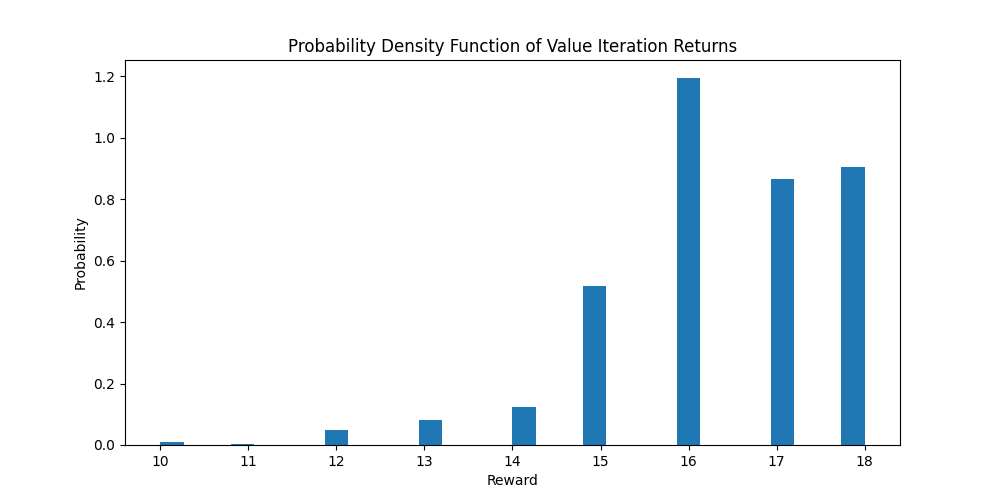 Probability Density Function of Value Iteration Returns
1.2
1.0
0.8
0.6
0.4
0.2
0.0
Probability
10 11 12 13 14 15 16 17 18
Reward